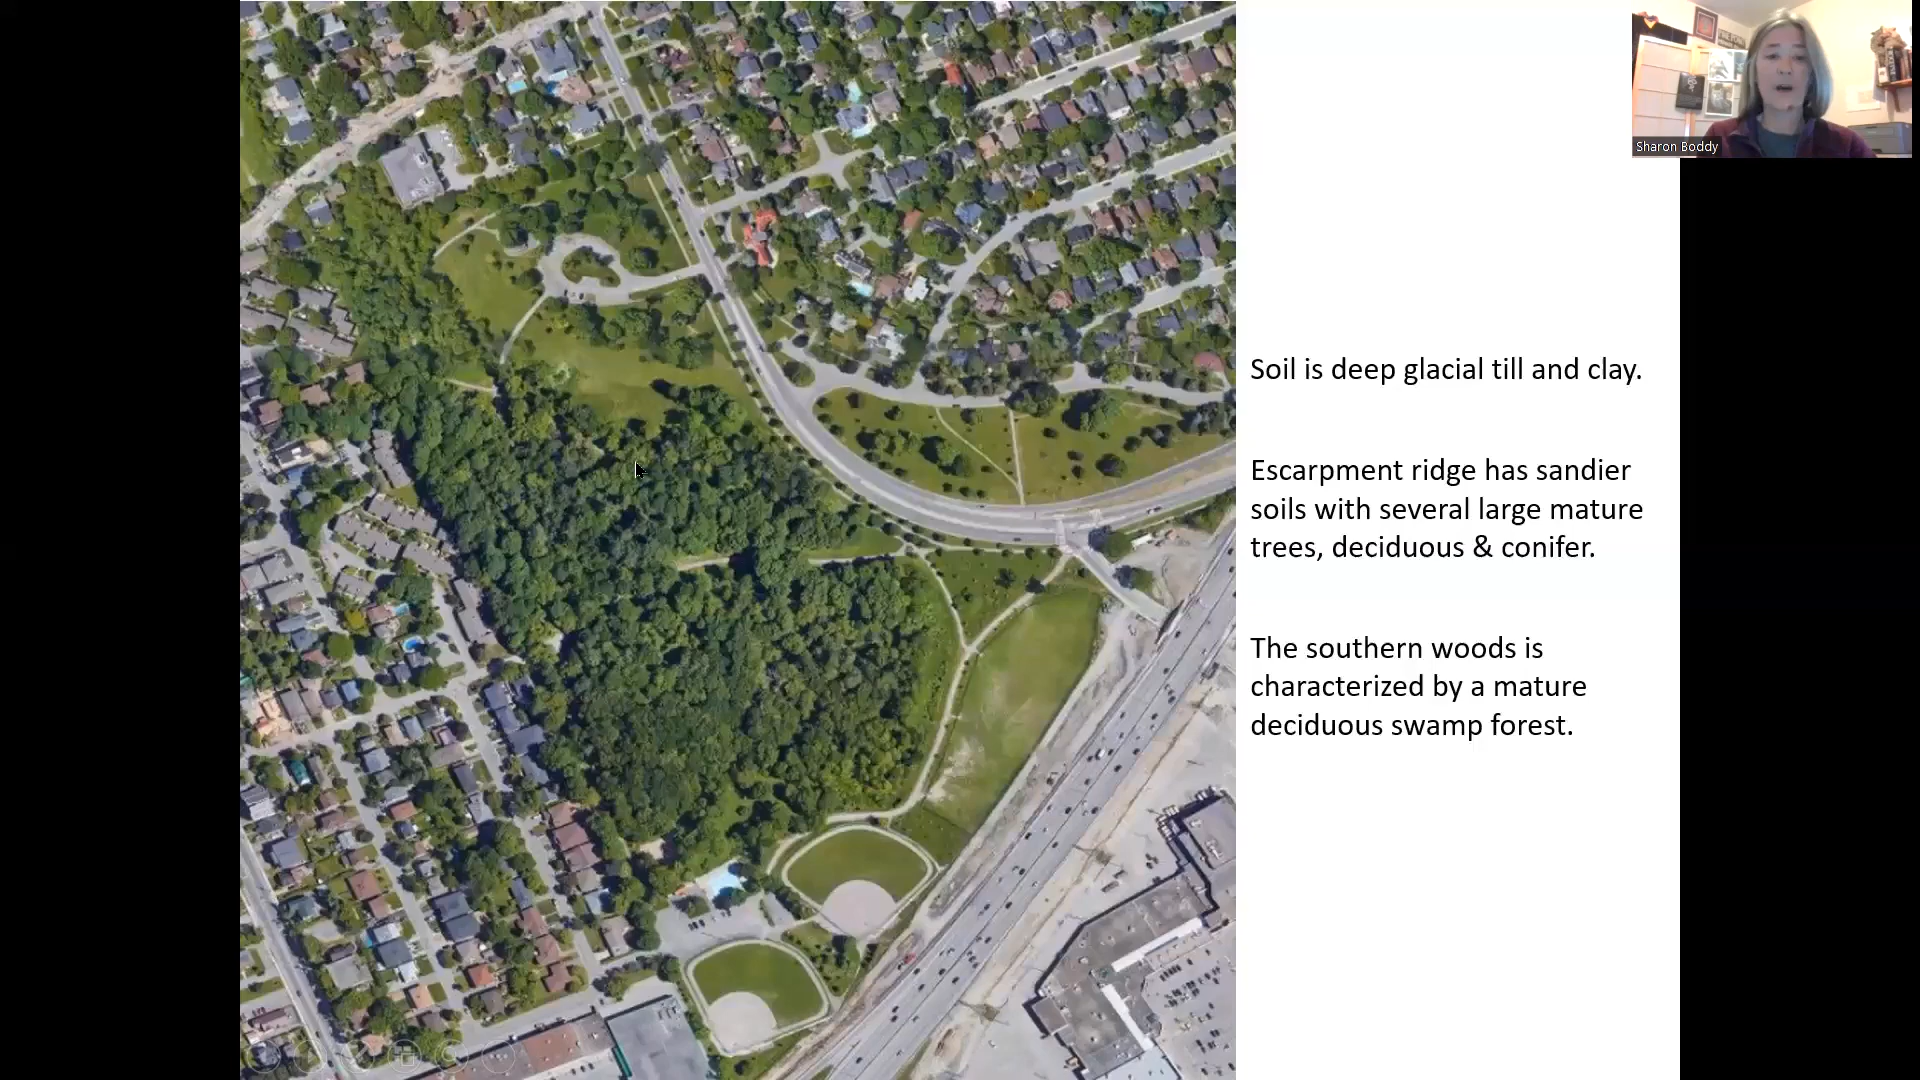 Sharon Boddy
Soil is deep glacial till and clay.
Escarpment ridge has sandier
soils with several large mature
trees, deciduous & conifer.
The southern woods is
characterized by a mature
deciduous swamp forest.